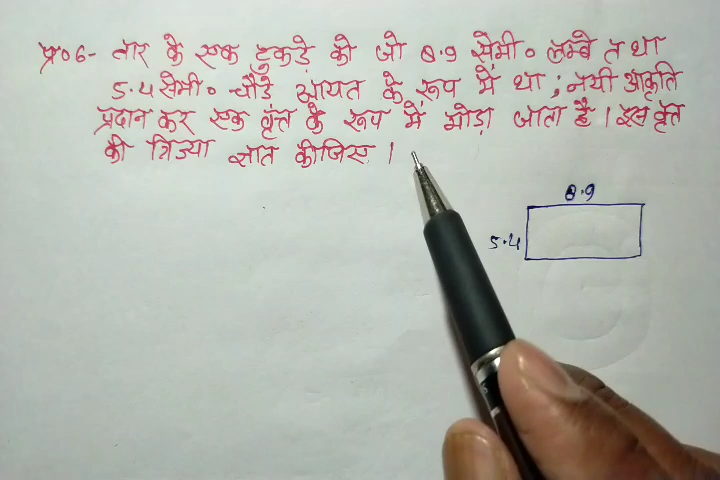 प्र०6- तार के एक टुकड़े को जो 8.9 सेमी० लम्बे तथा
5.4 सेमी० चौड़े आयत के रूप में था; नयी आकृति
प्रदान कर एक वृत्त के रूप में मोड़ा जाता है। इस वृत्त
की त्रिज्या ज्ञात कीजिए।
8.9
5.4